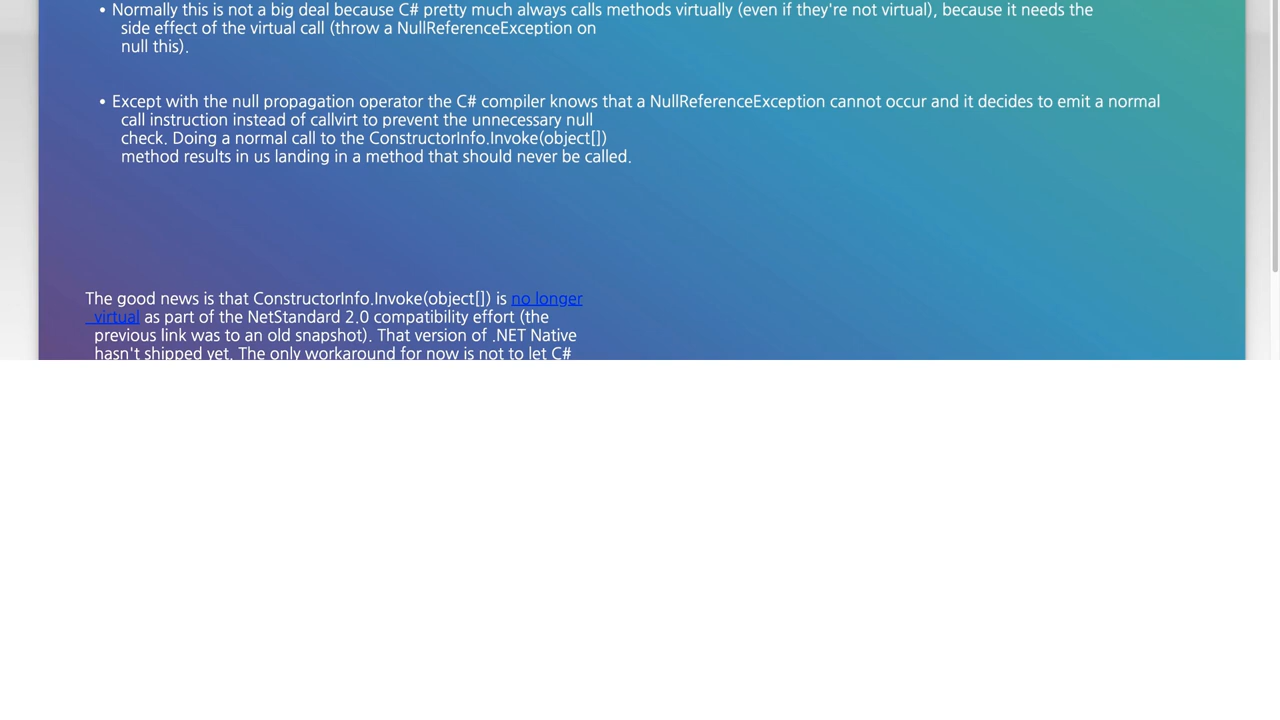 • Normally this is not a big deal because C# pretty much always calls methods virtually (even if they're not virtual), because it needs the
side effect of the virtual call (throw a NullReferenceException on
null this).
• Except with the null propagation operator the C# compiler knows that a NullReferenceException cannot occur and it decides to emit a normal
call instruction instead of callvirt to prevent the unnecessary null
check. Doing a normal call to the ConstructorInfo.Invoke(object[])
method results in us landing in a method that should never be called.
The good news is that ConstructorInfo.Invoke(object[]) is no longer
virtual as part of the NetStandard 2.0 compatibility effort (the
previous link was to an old snapshot). That version of .NET Native
hasn't shipped yet. The only workaround for now is not to let C#